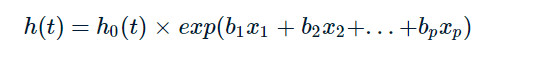 h(t) = h₀(t) × exp(b₁x₁ + b₂x₂+...+bₚxₚ)